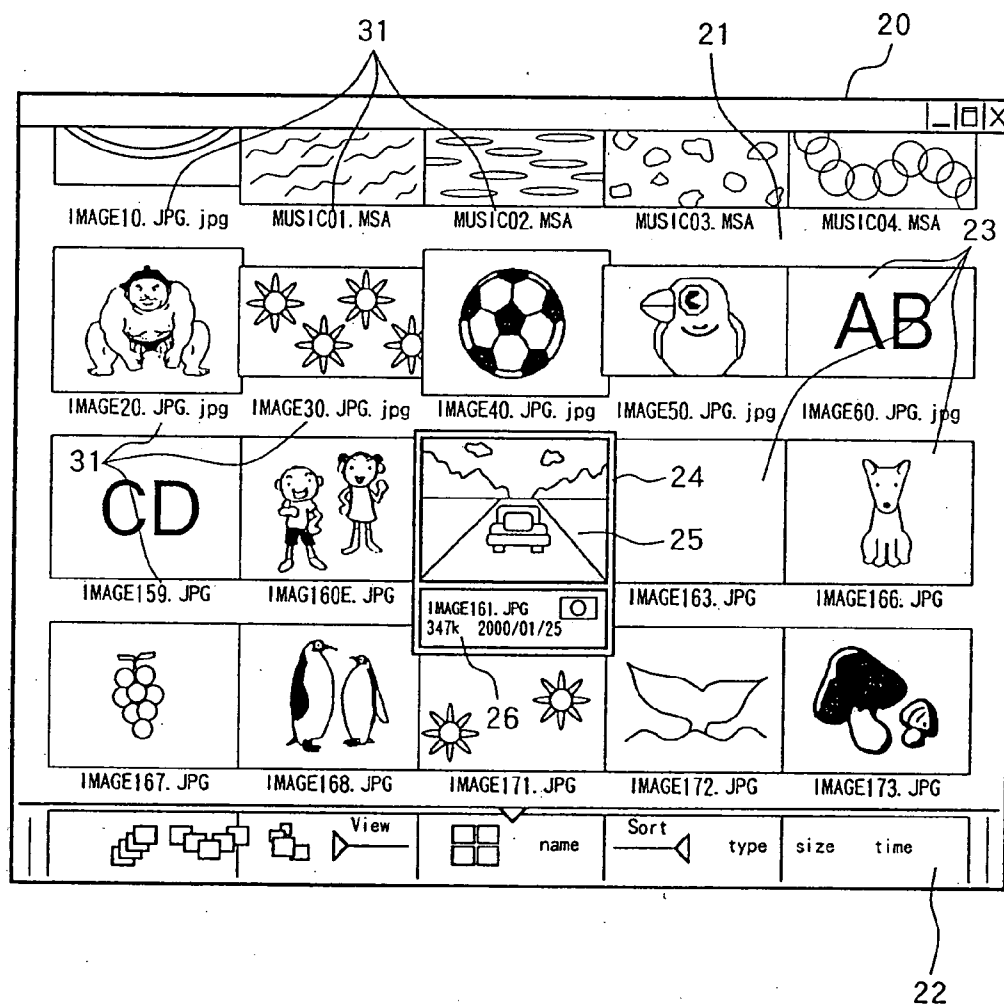 31
21
20
IMAGE10. JPG. jpg MUSIC01. MSA MUSIC02. MSA MUSIC03. MSA MUSIC04. MSA
23
AB
IMAGE20. JPG. jpg IMAGE30. JPG. jpg IMAGE40. JPG. jpg IMAGE50. JPG. jpg IMAGE60. JPG. jpg
31
CD
24
25
IMAGE159. JPG IMAG160E. JPG IMAGE163. JPG IMAGE166. JPG
IMAGE161. JPG
347k 2000/01/25
26
IMAGE167. JPG IMAGE168. JPG IMAGE171. JPG IMAGE172. JPG IMAGE173. JPG
View name Sort type size time
22